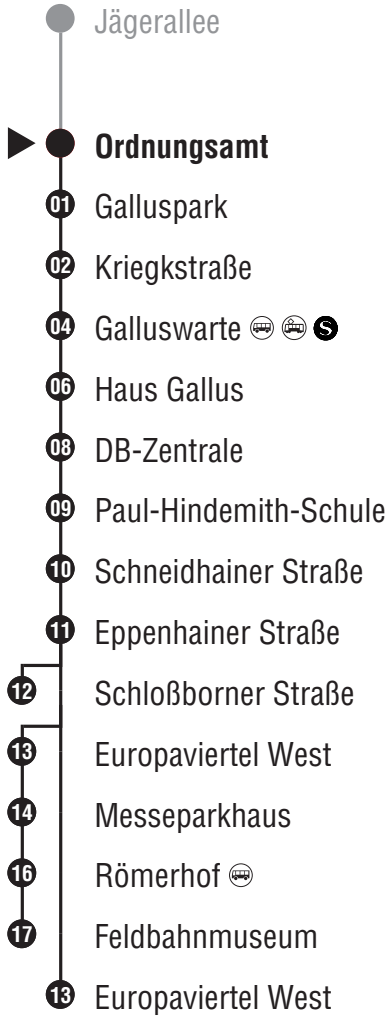 Jägerallee
Ordnungsamt
01 Galluspark
02 Kriegkstraße
04 Galluswarte S
06 Haus Gallus
08 DB-Zentrale
09 Paul-Hindemith-Schule
10 Schneidhainer Straße
11 Eppenhainer Straße
12 Schloßborner Straße
13 Europaviertel West
14 Messeparkhaus
16 Römerhof
17 Feldbahnmuseum
13 Europaviertel West